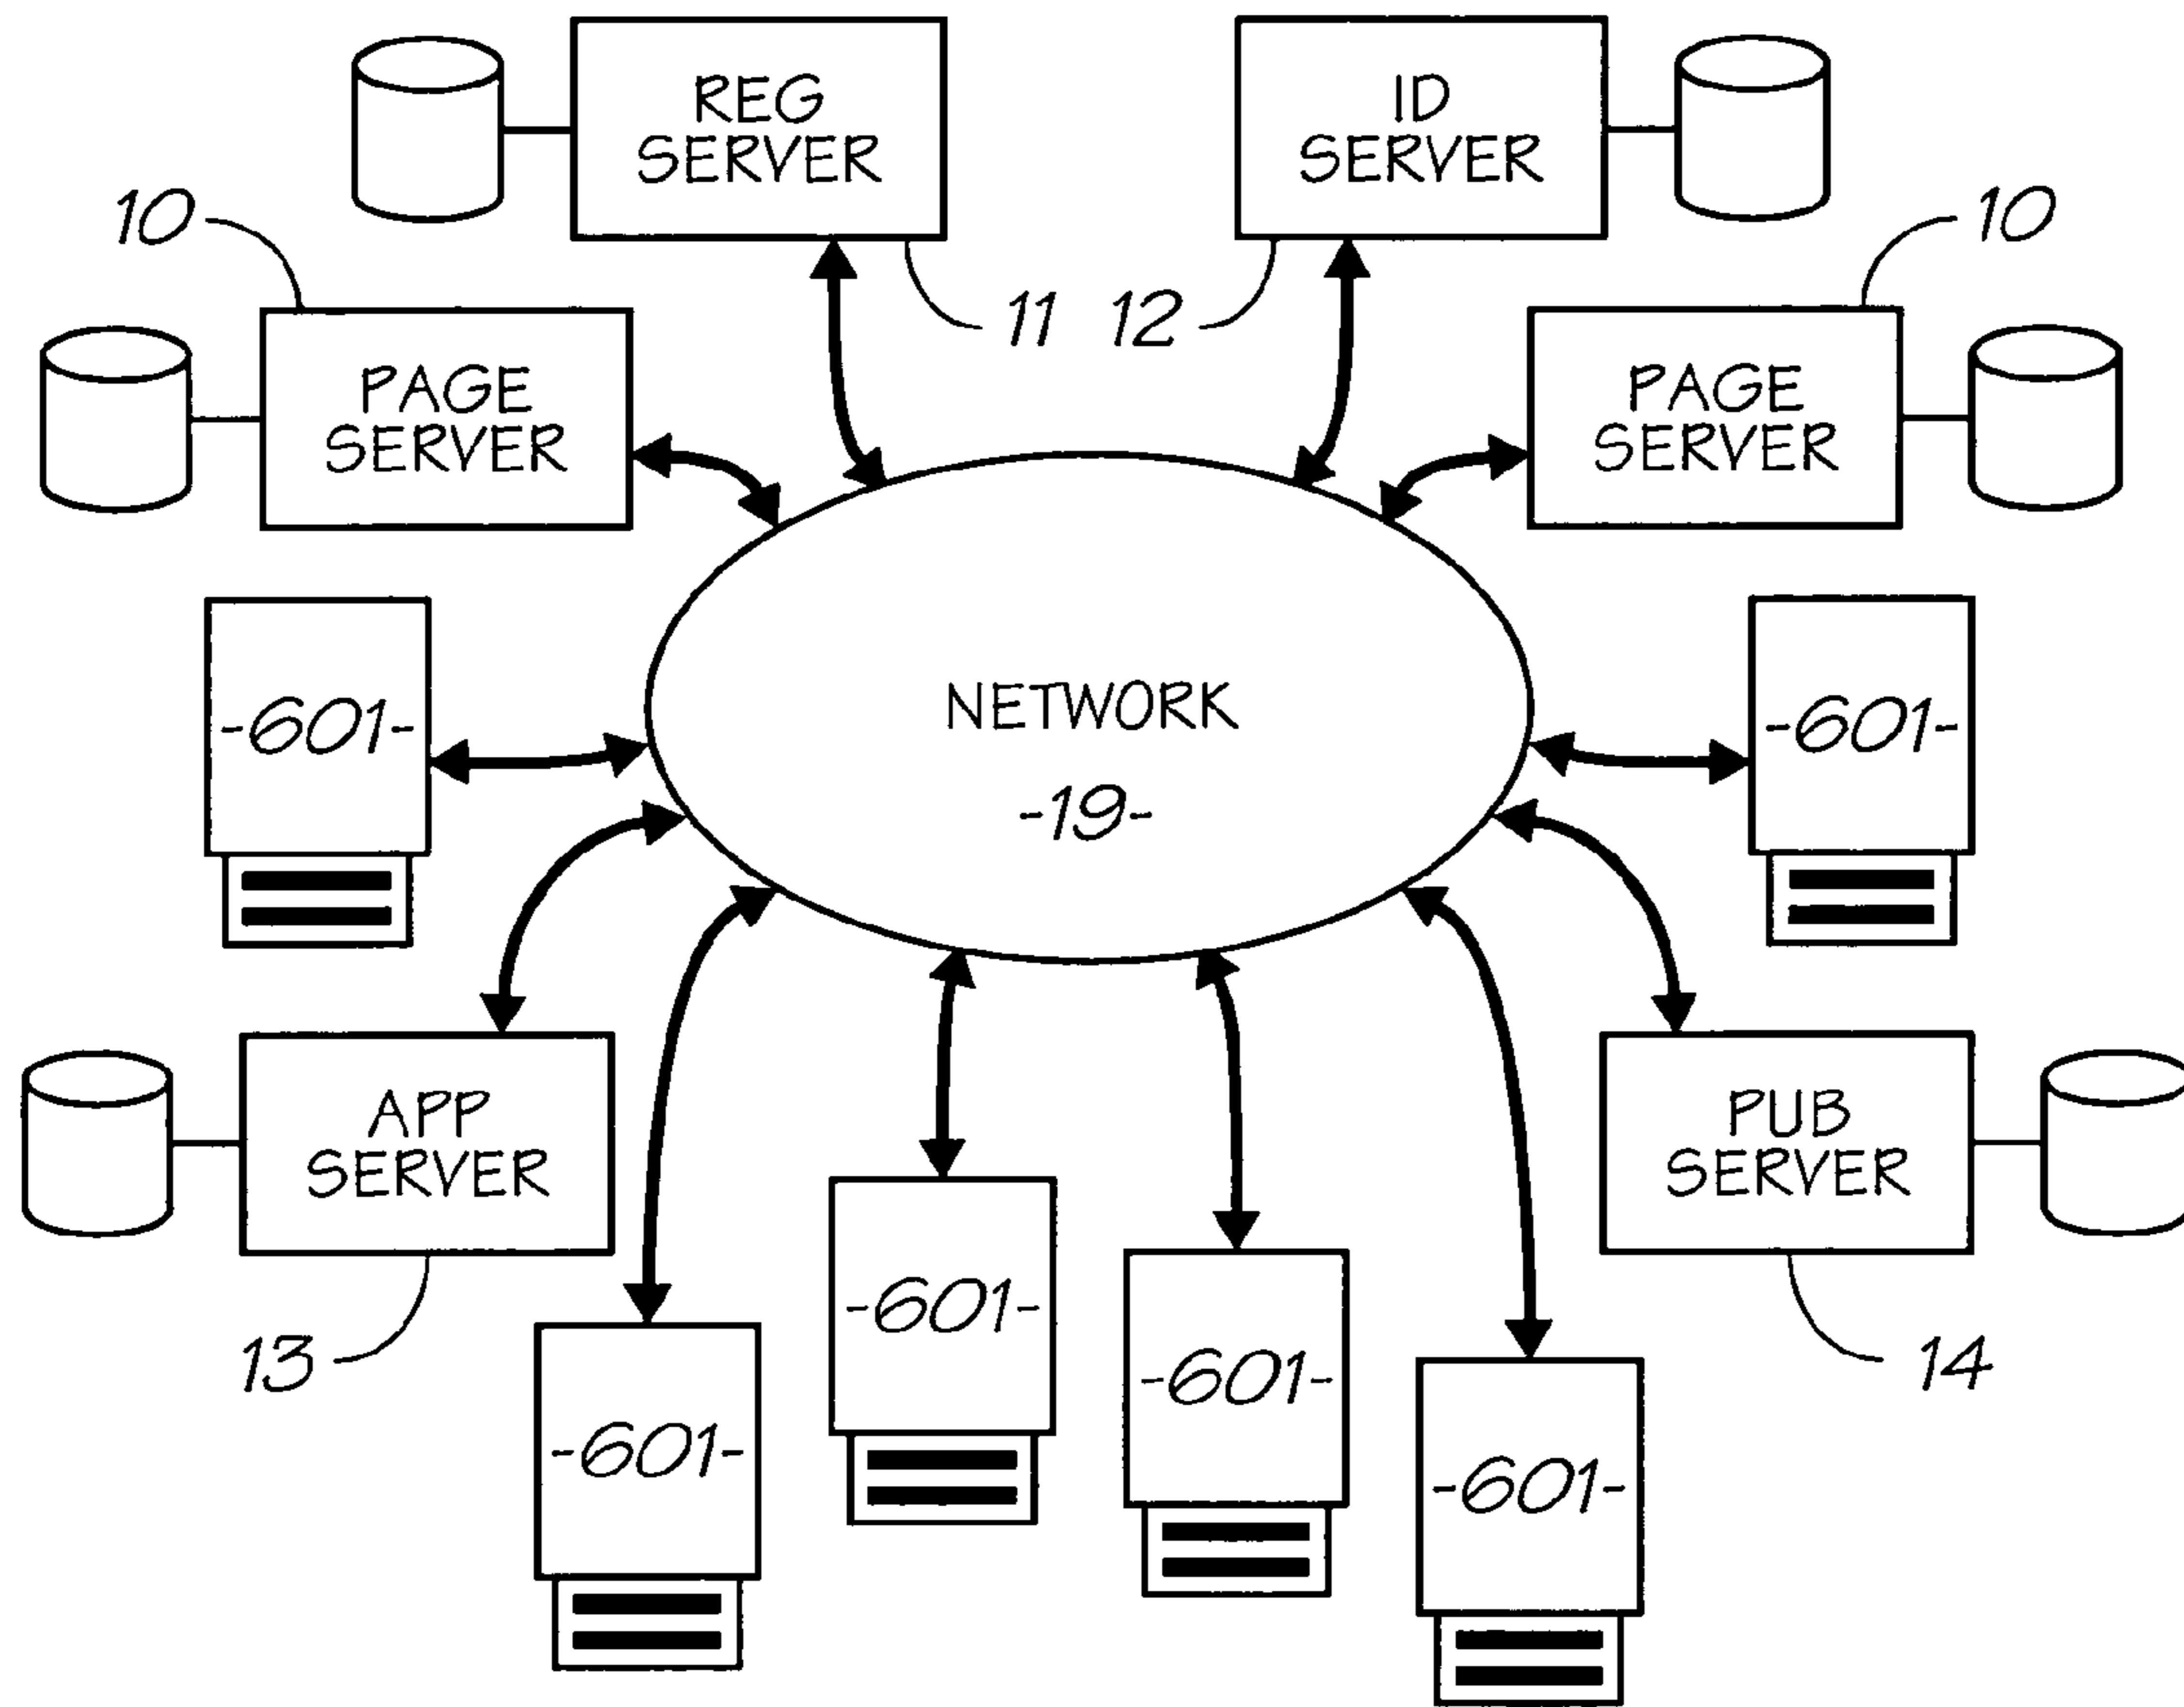 REG
SERVER
ID
SERVER
10
10
11
12
PAGE
SERVER
PAGE
SERVER
-601-
NETWORK
-19-
-601-
APP
SERVER
PUB
SERVER
13
-601-
-601-
-601-
-601-
14